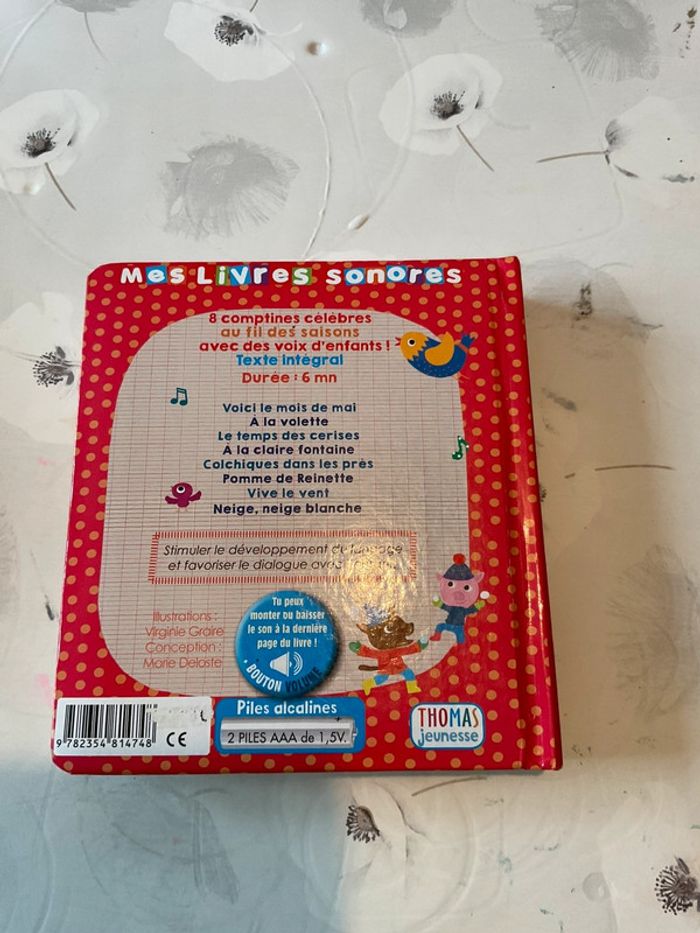 Mes Livres sonores
8 comptines célèbres
au fil des saisons
avec des voix d'enfants !
Texte intégral
Durée : 6 mn
Voici le mois de mai
À la volette
Le temps des cerises
À la claire fontaine
Colchiques dans les prés
Pomme de Reinette
Vive le vent
Neige, neige blanche
Stimuler le développement du langage
et favoriser le dialogue avec
Illustrations :
Virginie Graire
Conception :
Marie Delaste
Tu peux
monter ou baisser
le son à la dernière
page du livre !
BOUTON VOLUME
9 782354 814748
CE
Piles alcalines
+
2 PILES AAA de 1,5V.
THOMAS
jeunesse